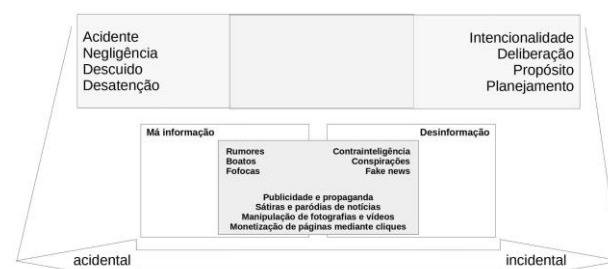 Acidente
Negligência
Descuido
Desatenção
Intencionalidade
Deliberação
Propósito
Planejamento
Má informação
Desinformação
Rumores
Boatos
Fofocas
Contrainteligência
Conspirações
Fake news
Publicidade e propaganda
Sátiras e paródias de notícias
Manipulação de fotografias e vídeos
Monetização de páginas mediante cliques
acidental
incidental